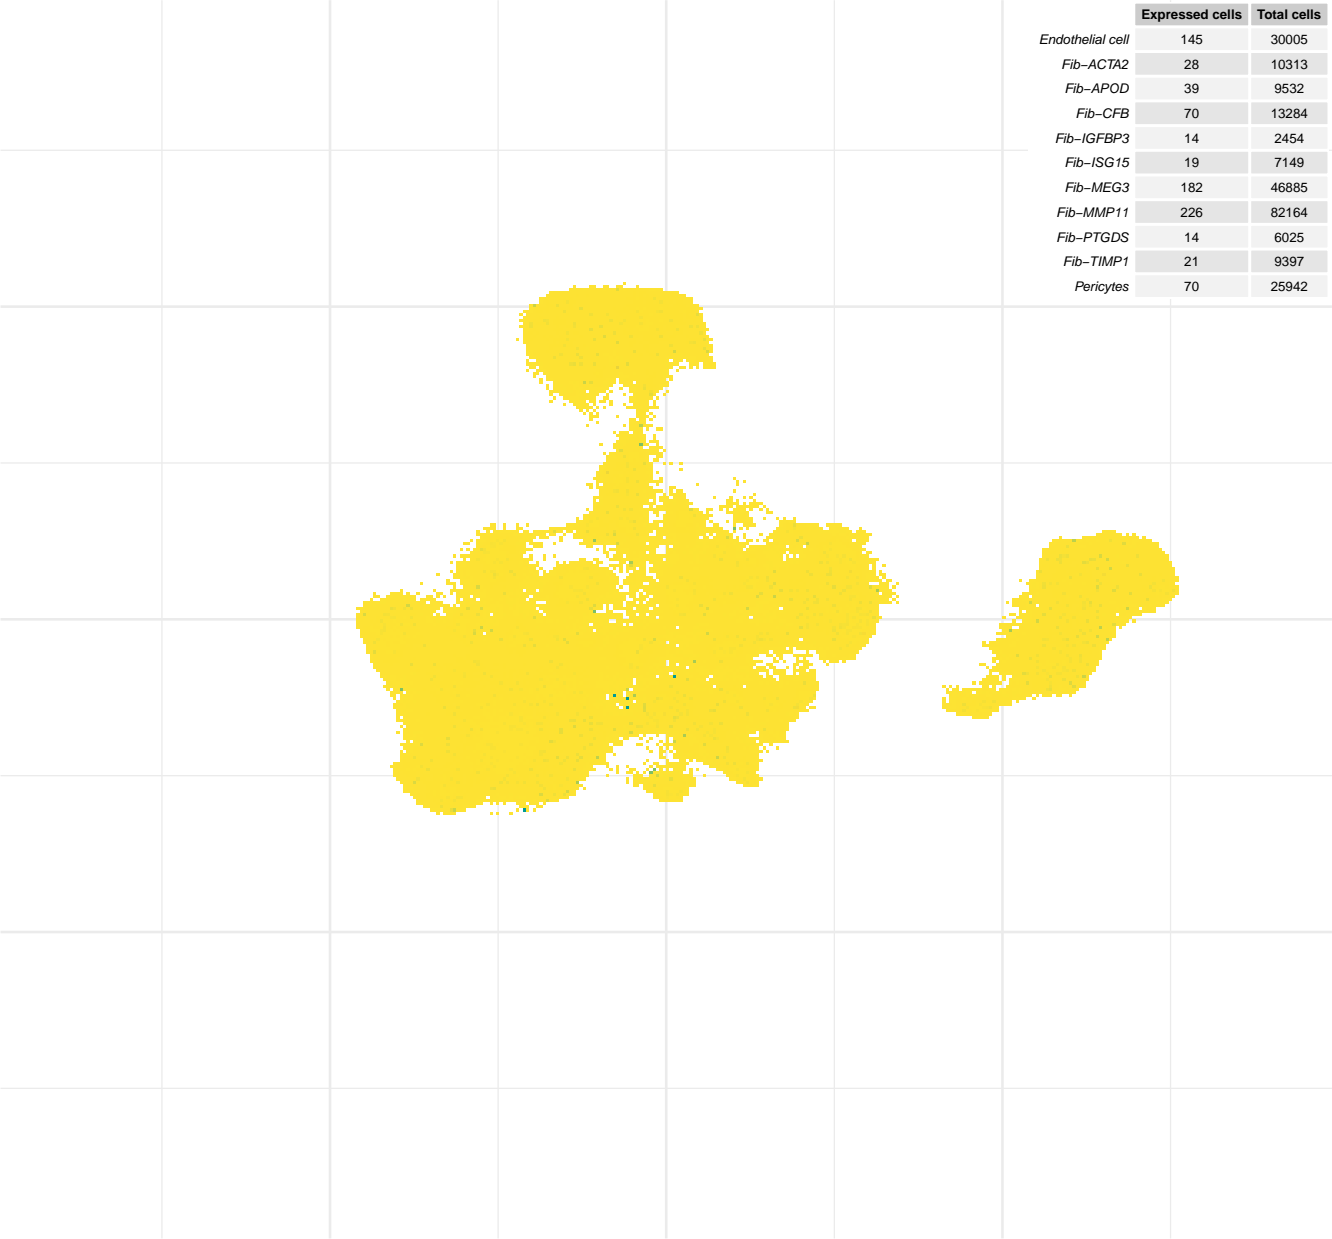 Expressed cells Total cells
Endothelial cell 145 30005
Fib−ACTA2 28 10313
Fib−APOD 39 9532
Fib−CFB 70 13284
Fib−IGFBP3 14 2454
Fib−ISG15 19 7149
Fib−MEG3 182 46885
Fib−MMP11 226 82164
Fib−PTGDS 14 6025
Fib−TIMP1 21 9397
Pericytes 70 25942